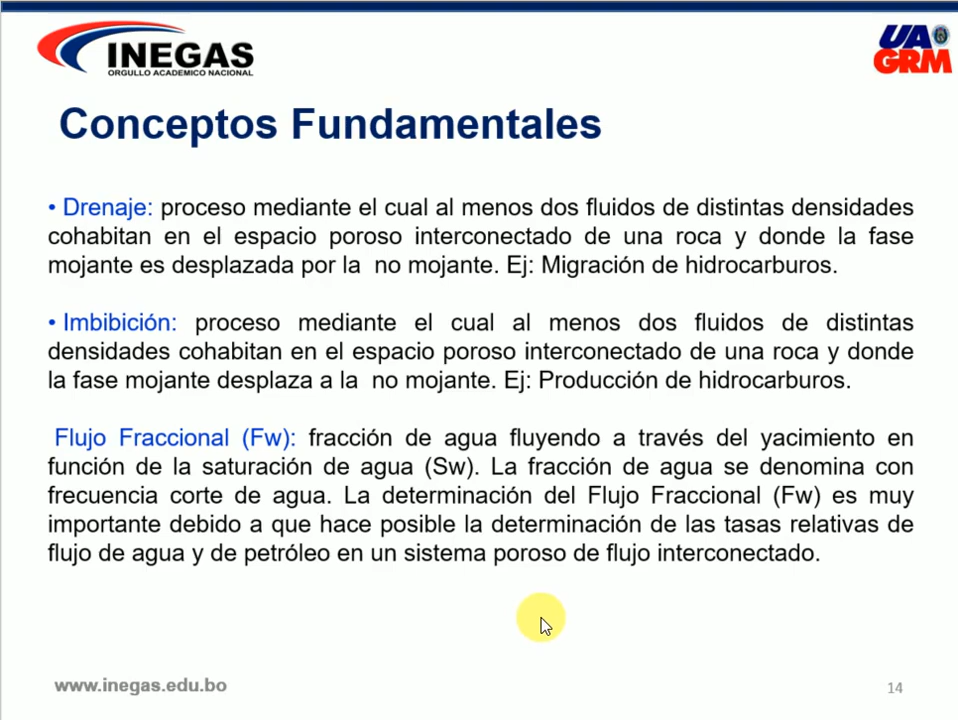 INEGAS
ORGULLO ACADEMICO NACIONAL
UA
GRM
Conceptos Fundamentales
• Drenaje: proceso mediante el cual al menos dos fluidos de distintas densidades
cohabitan en el espacio poroso interconectado de una roca y donde la fase
mojante es desplazada por la no mojante. Ej: Migración de hidrocarburos.
• Imbibición: proceso mediante el cual al menos dos fluidos de distintas
densidades cohabitan en el espacio poroso interconectado de una roca y donde
la fase mojante desplaza a la no mojante. Ej: Producción de hidrocarburos.
Flujo Fraccional (Fw): fracción de agua fluyendo a través del yacimiento en
función de la saturación de agua (Sw). La fracción de agua se denomina con
frecuencia corte de agua. La determinación del Flujo Fraccional (Fw) es muy
importante debido a que hace posible la determinación de las tasas relativas de
flujo de agua y de petróleo en un sistema poroso de flujo interconectado.
www.inegas.edu.bo
14